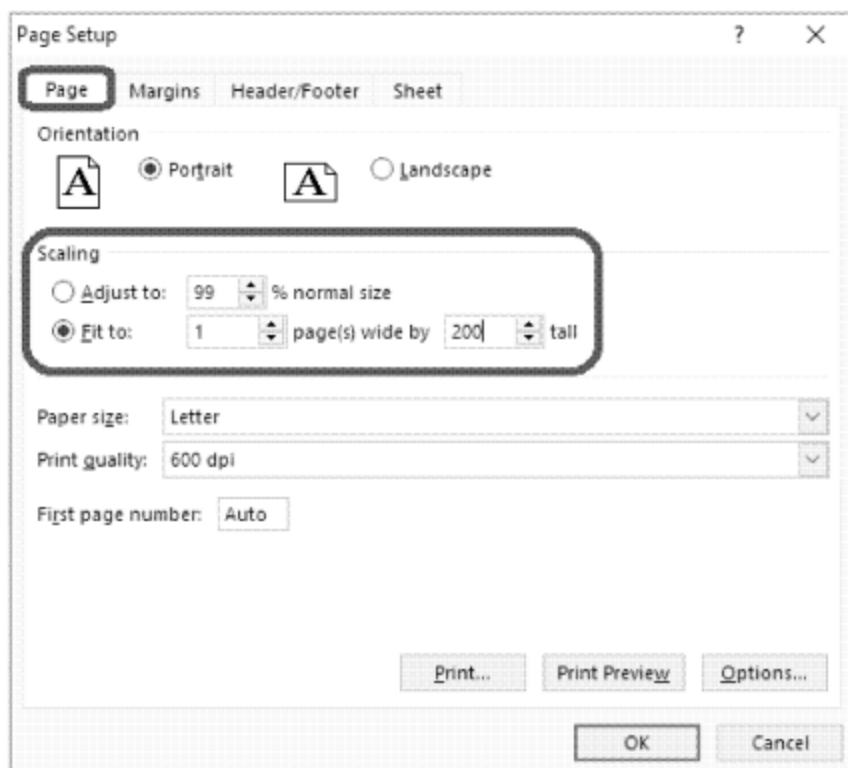 Page Setup ?
Page Margins Header/Footer Sheet
Orientation
A Portrait A Landscape
Scaling
Adjust to: 99 % normal size
Fit to: 1 page(s) wide by 200 tall
Paper size: Letter
Print quality: 600 dpi
First page number: Auto
Print... Print Preview Options...
OK Cancel